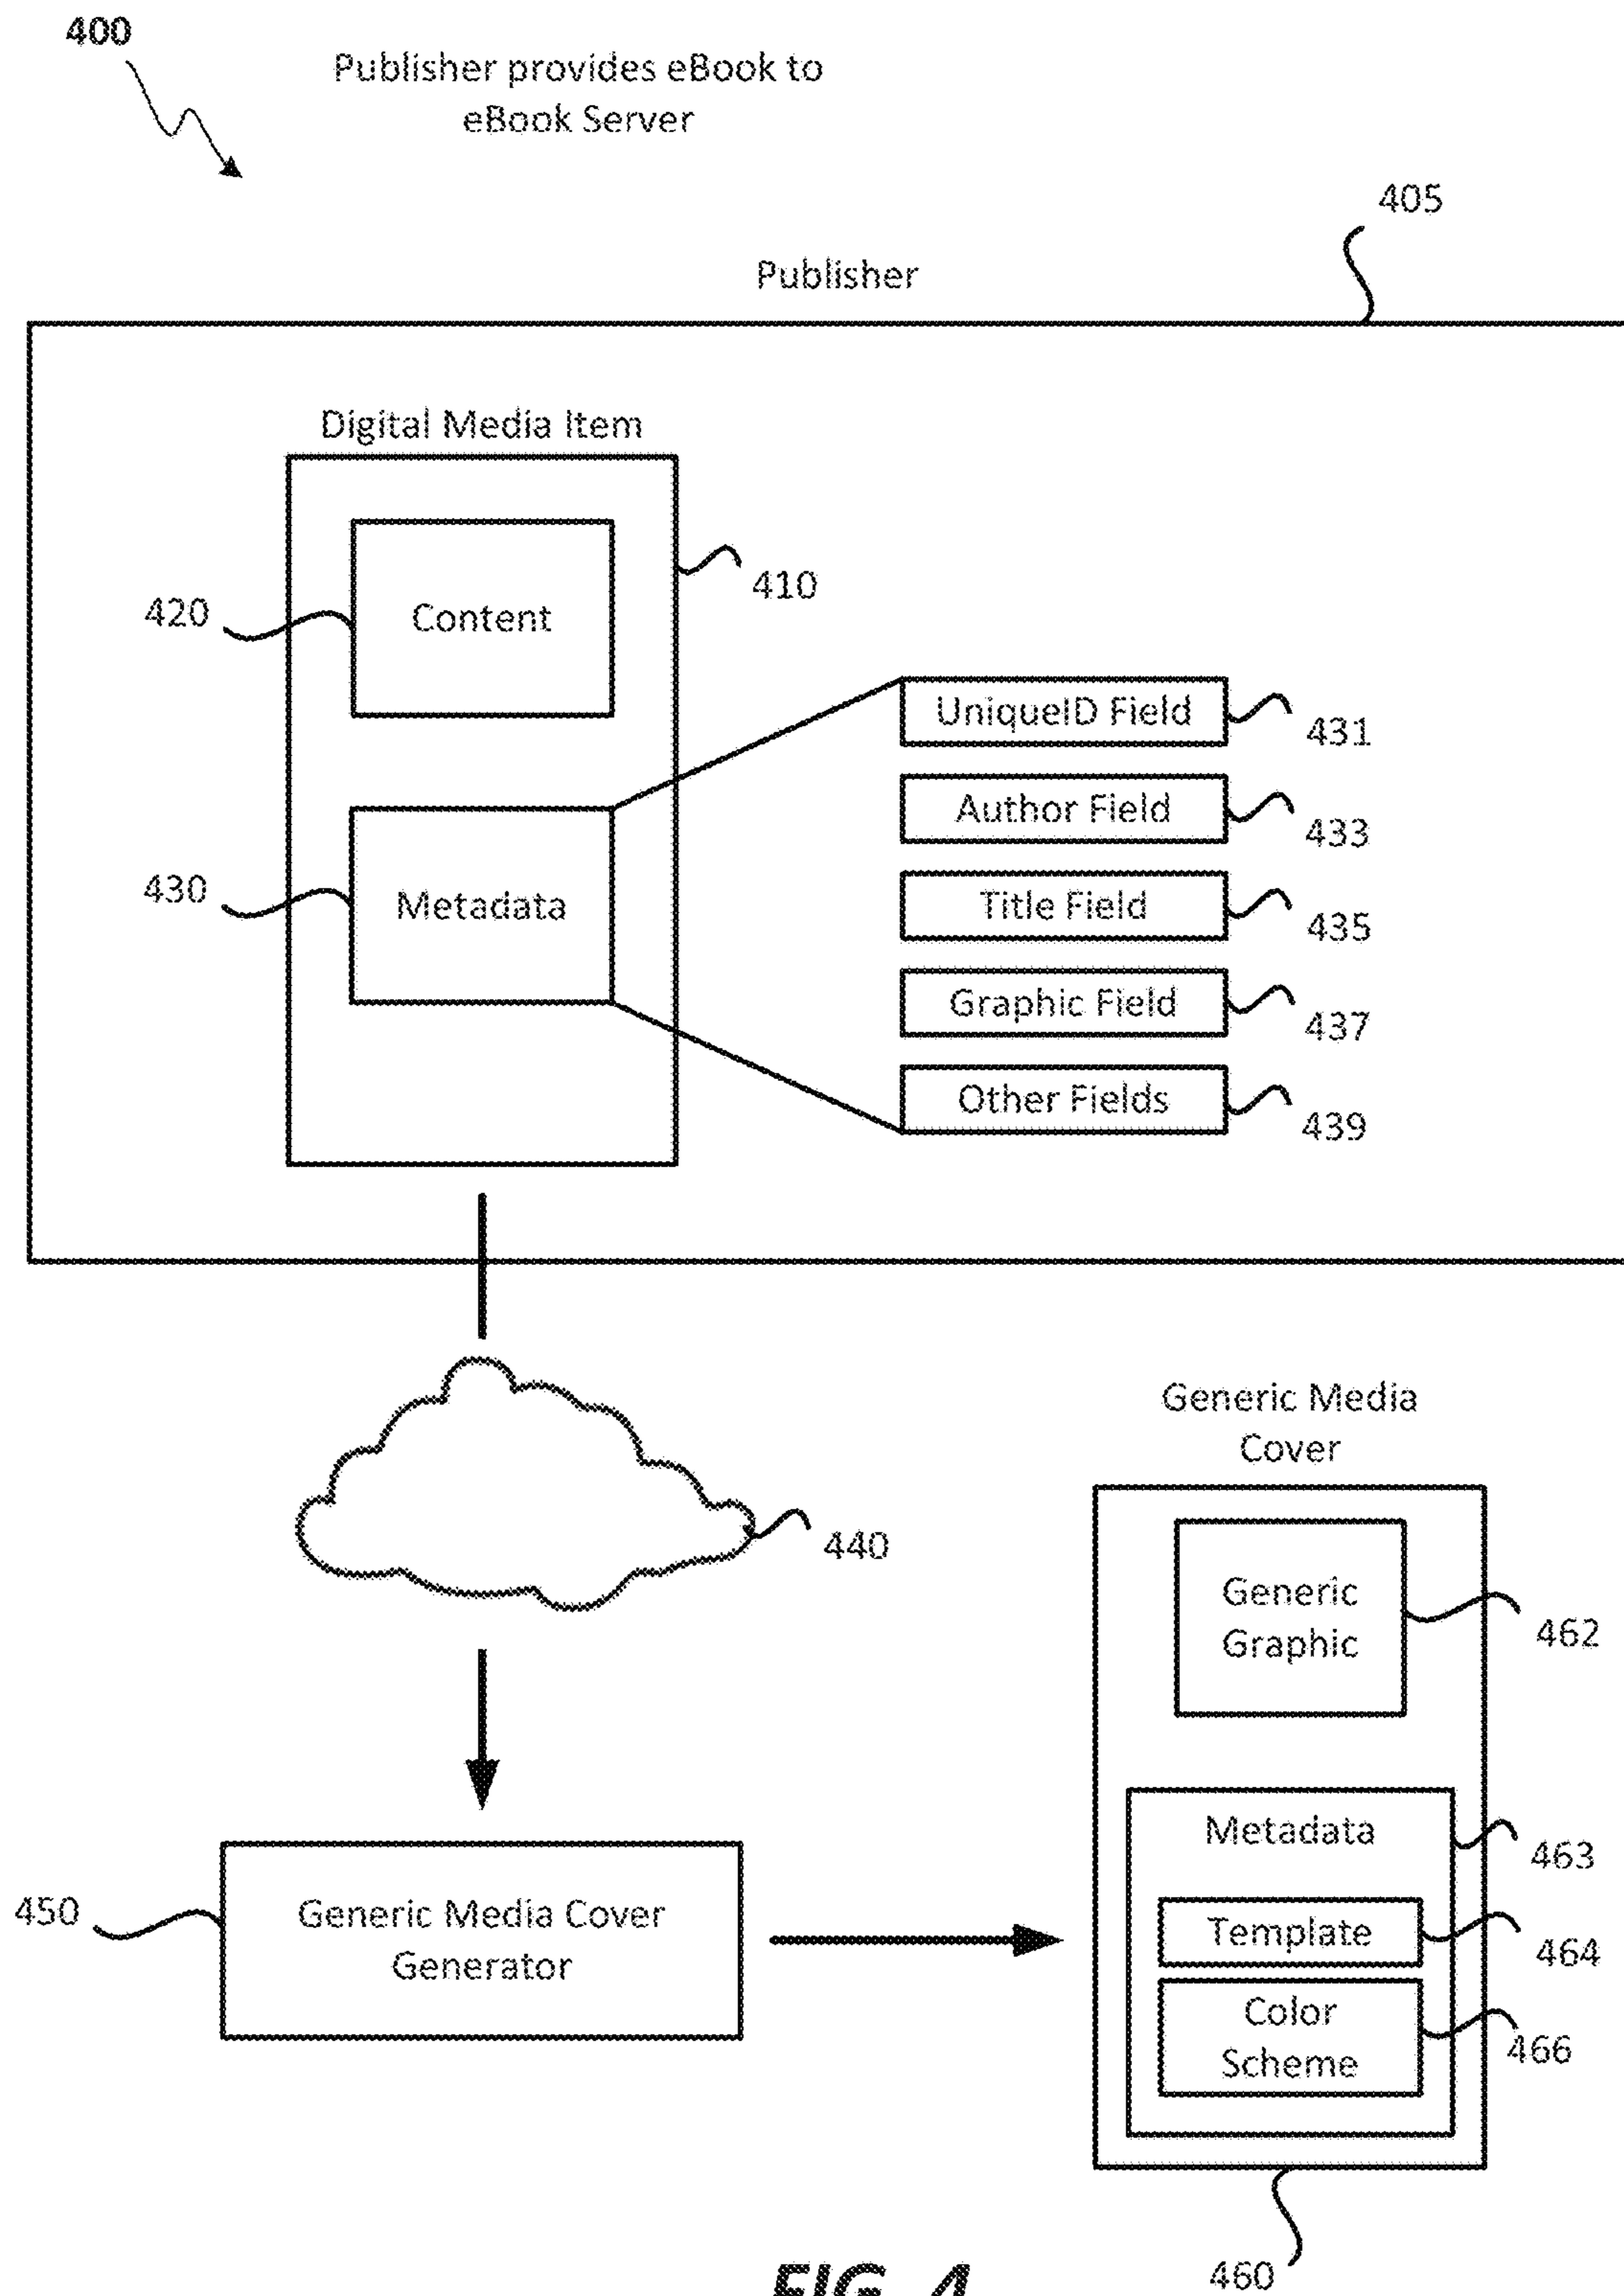 400
Publisher provides eBook to
eBook Server
405
Publisher
Digital Media Item
Content
410
420
UniqueID Field
431
Author Field
433
Metadata
430
Title Field
435
Graphic Field
437
Other Fields
439
Generic Media
Cover
440
Generic
Graphic
462
Metadata
463
450
Generic Media Cover
Generator
Template
464
Color
Scheme
466
460
FIG. 4